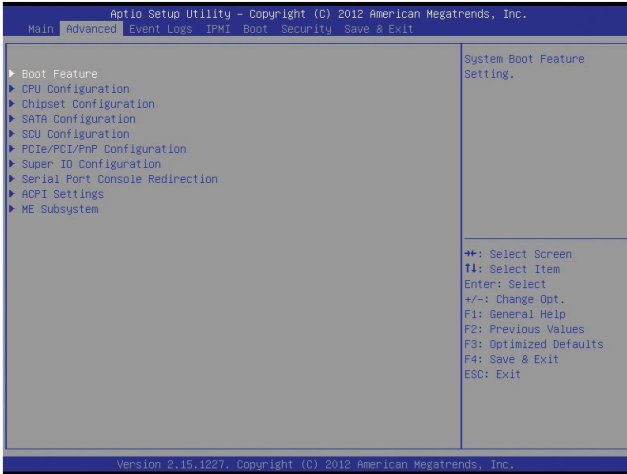 Aptio Setup Utility – Copyright (C) 2012 American Megatrends, Inc.
Main Advanced Event Logs IPMI Boot Security Save & Exit
Boot Feature
CPU Configuration
Chipset Configuration
SATA Configuration
SCU Configuration
PCIe/PCI/PnP Configuration
Super IO Configuration
Serial Port Console Redirection
ACPI Settings
ME Subsystem
System Boot Feature
Setting.
→←: Select Screen
↑↓: Select Item
Enter: Select
+/-: Change Opt.
F1: General Help
F2: Previous Values
F3: Optimized Defaults
F4: Save & Exit
ESC: Exit
Version 2.15.1227. Copyright (C) 2012 American Megatrends, Inc.